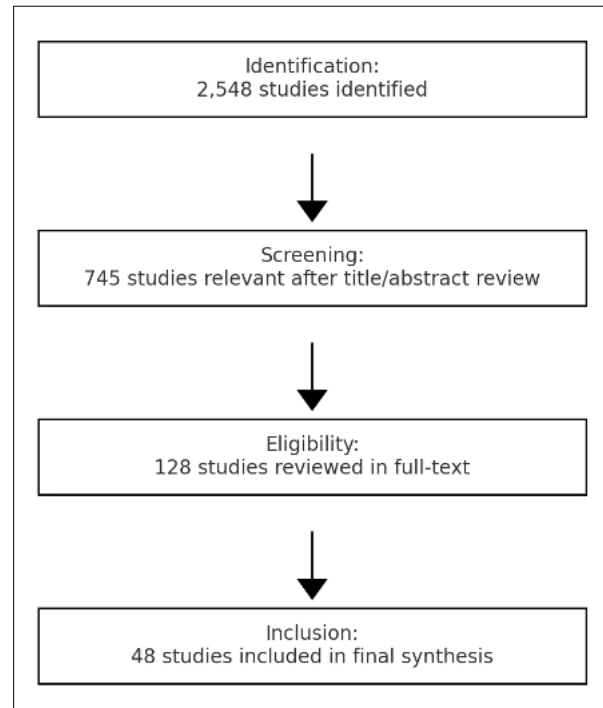 Identification:
2,548 studies identified
Screening:
745 studies relevant after title/abstract review
Eligibility:
128 studies reviewed in full-text
Inclusion:
48 studies included in final synthesis